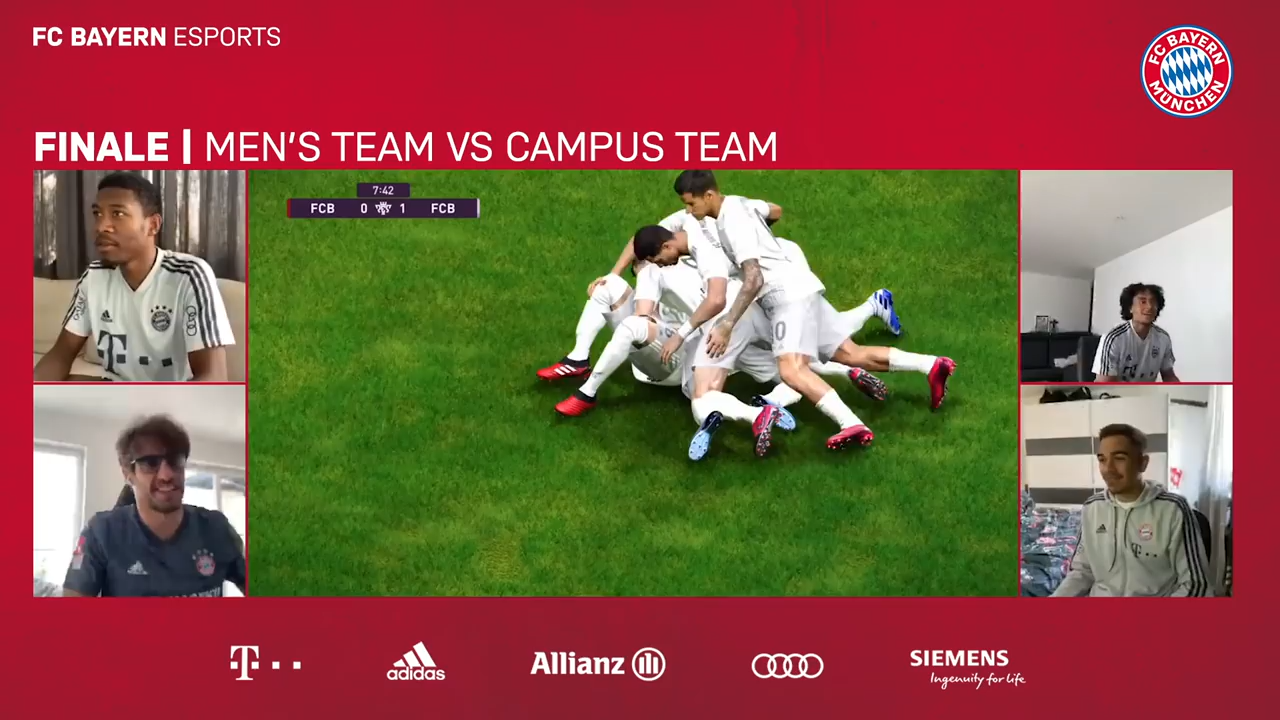 FC BAYERN ESPORTS
FC BAYERN
MÜNCHEN
FINALE | MEN'S TEAM VS CAMPUS TEAM
7:42
FCB 0 1 FCB
T
adidas
Allianz
SIEMENS
Ingenuity for life